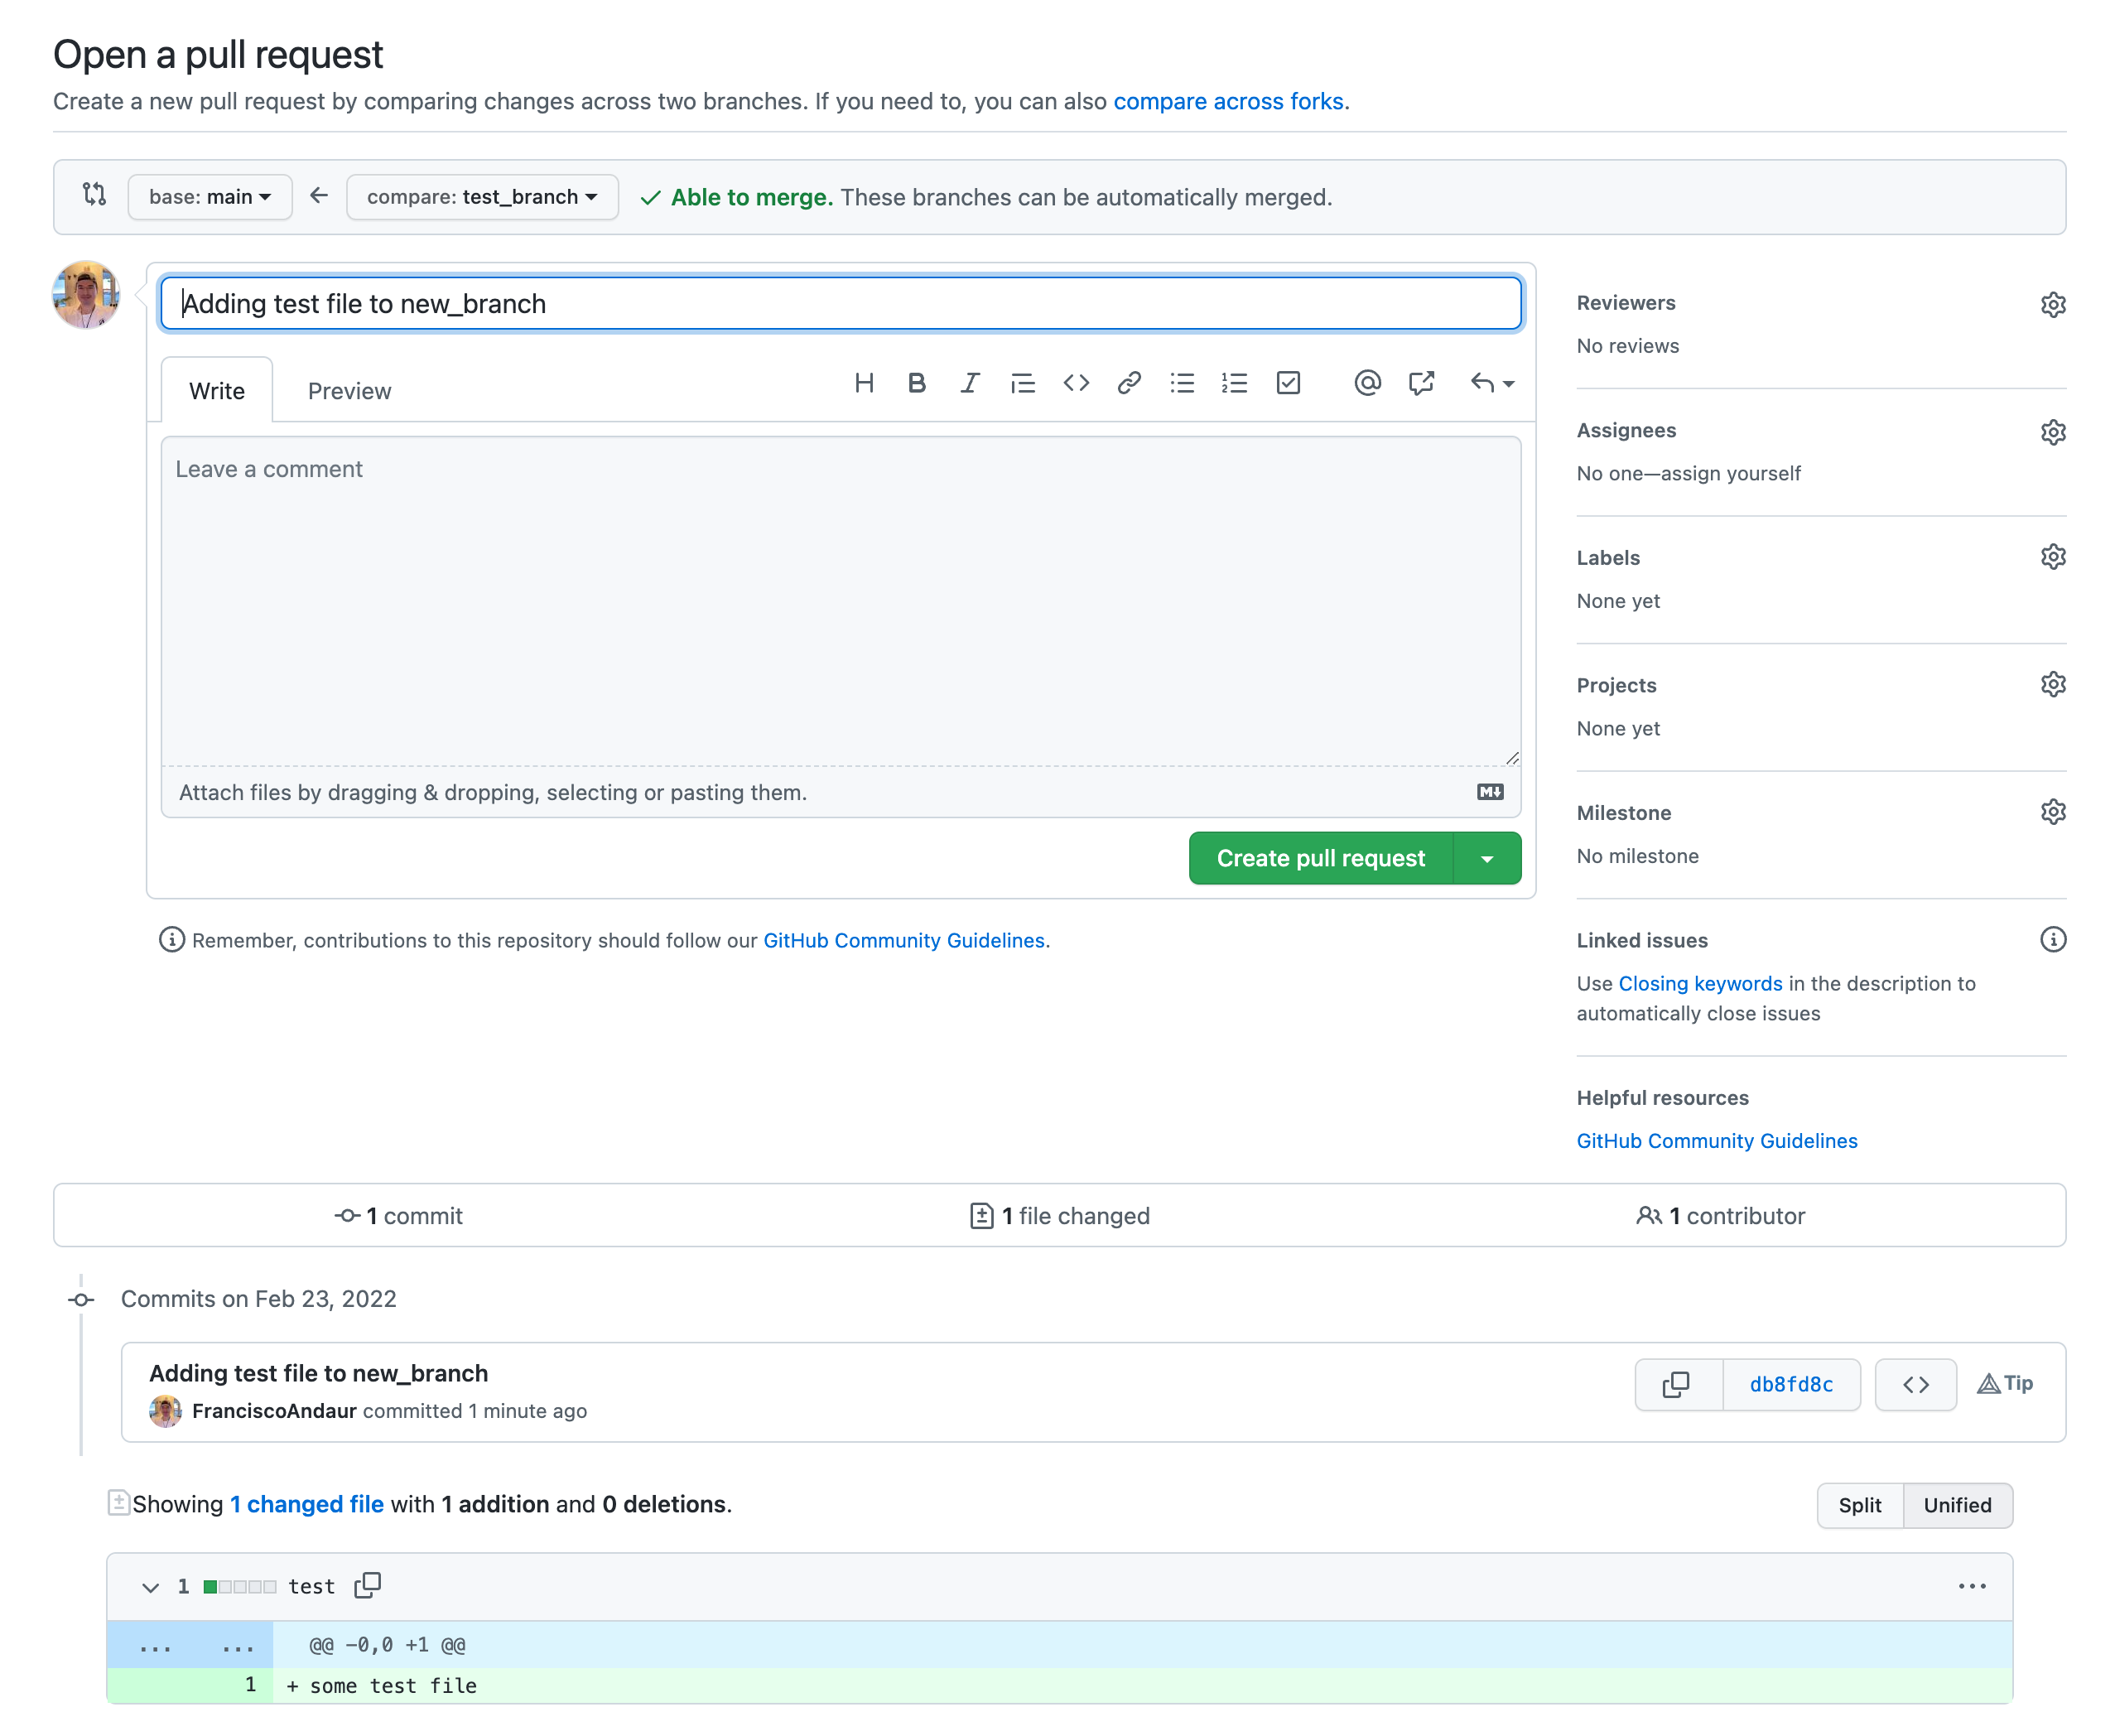 Open a pull request
Create a new pull request by comparing changes across two branches. If you need to, you can also compare across forks.
base: main
compare: test_branch
Able to merge. These branches can be automatically merged.
Adding test file to new_branch
Write
Preview
Leave a comment
Attach files by dragging & dropping, selecting or pasting them.
Create pull request
Remember, contributions to this repository should follow our GitHub Community Guidelines.
Reviewers
No reviews
Assignees
No one—assign yourself
Labels
None yet
Projects
None yet
Milestone
No milestone
Linked issues
Use Closing keywords in the description to
automatically close issues
Helpful resources
GitHub Community Guidelines
1 commit
1 file changed
1 contributor
Commits on Feb 23, 2022
Adding test file to new_branch
FranciscoAndaur committed 1 minute ago
db8fd8c
Tip
Showing 1 changed file with 1 addition and 0 deletions.
Split
Unified
1 test
... ... @@ -0,0 +1 @@
1 + some test file